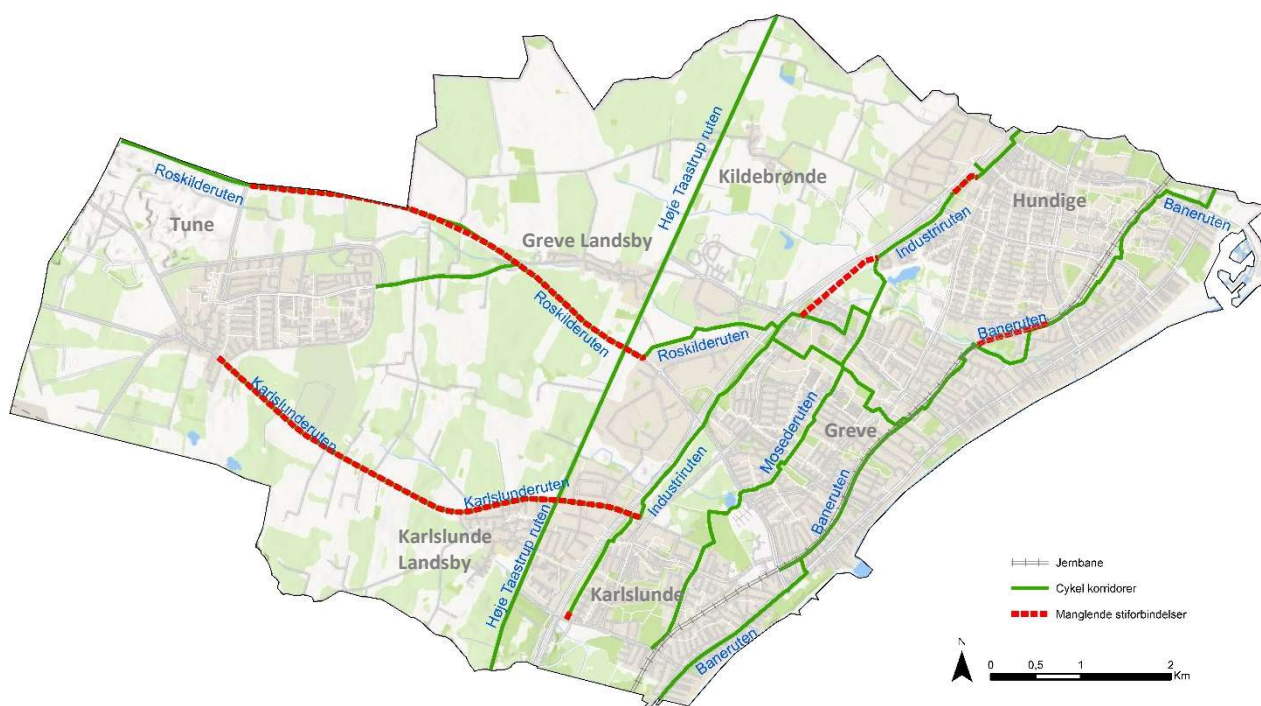 Roskilderuten
Tune
Høje Taastrup ruten
Kildebrønde
Hundige
Baneruten
Greve Landsby
Industriruten
Roskilderuten
Roskilderuten
Baneruten
Karlslunderuten
Mosederuten
Greve
Karlslunderuten
Industriruten
Baneruten
Karlslunde
Landsby
Høje Taastrup ruten
Karlslunde
Baneruten
Jernbane
Cykel korridorer
Manglende stiforbindelser
N
0 0,5 1 2
Km